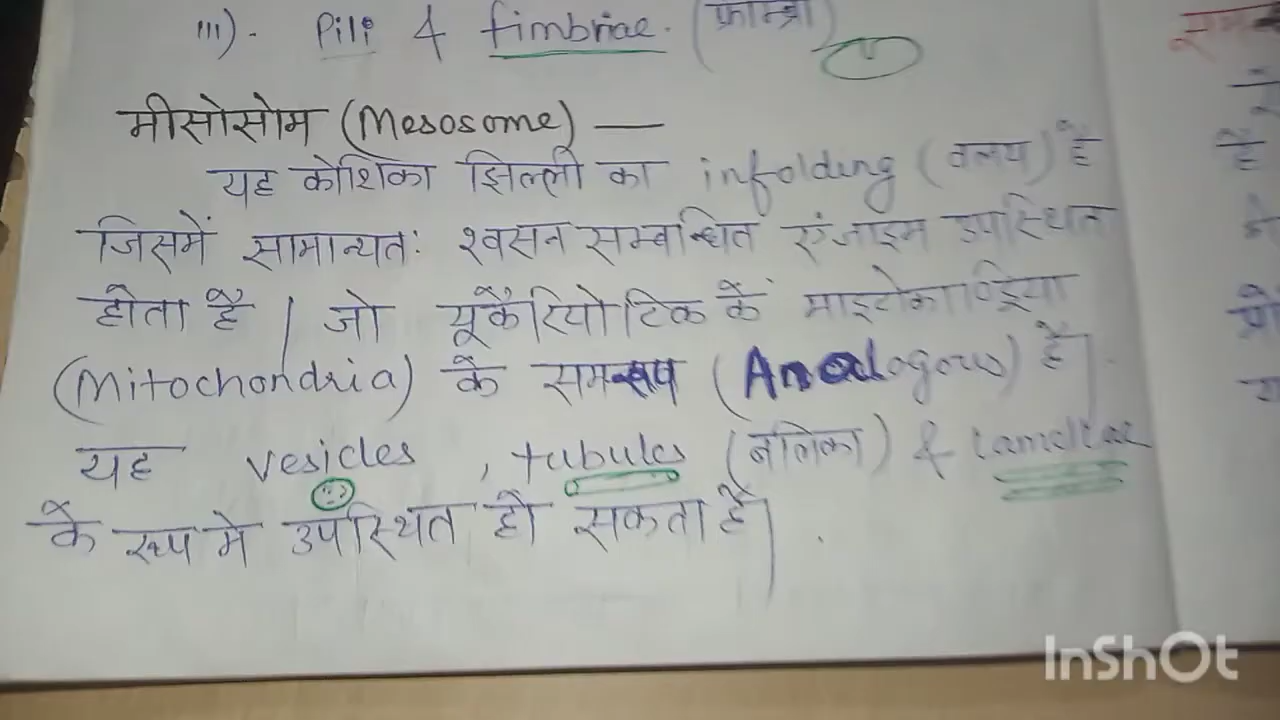 III). Pili & fimbriae. (फ्रान्ब्री)
मीसोसोम (Mesosome) —
यह कोशिका झिल्ली का infolding (वलय) है
जिसमें सामान्यतः श्वसन सम्बन्धित एंजाइम उपस्थित
होता है। जो यूकैरियोटिक के माइटोकाण्ड्रिया
(Mitochondria) के समरूप (Analogous) है।
यह vesicles, tubules (नलिका) & lamellae
के रूप मे उपस्थित हो सकता है।
InShOt